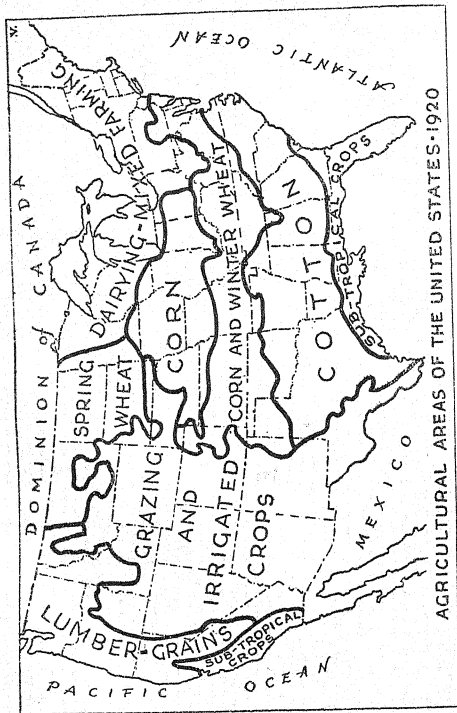 W.
DOMINION of CANADA
ATLANTIC OCEAN
PACIFIC OCEAN
MEXICO
DAIRYING-MIXED FARMING
SPRING
WHEAT
CORN
CORN AND WINTER WHEAT
COTTON
SUB-TROPICAL CROPS
GRAZING
AND
IRRIGATED
CROPS
LUMBER-GRAINS
SUB-TROPICAL
CROPS
AGRICULTURAL AREAS OF THE UNITED STATES·1920